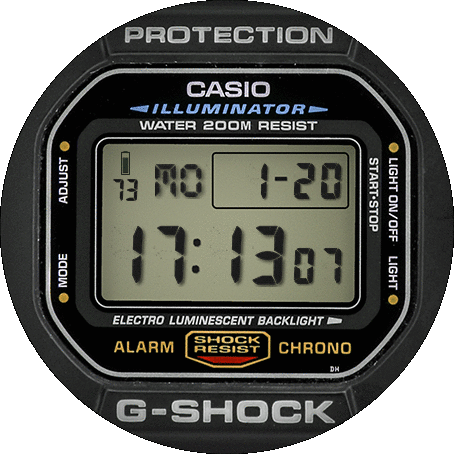 PROTECTION
CASIO
ILLUMINATOR
WATER 200M RESIST
ADJUST
MODE
73
MO
1-20
17:13 07
START·STOP
LIGHT ON/OFF
LIGHT
ELECTRO LUMINESCENT BACKLIGHT
ALARM
SHOCK
RESIST
CHRONO
DH
G-SHOCK